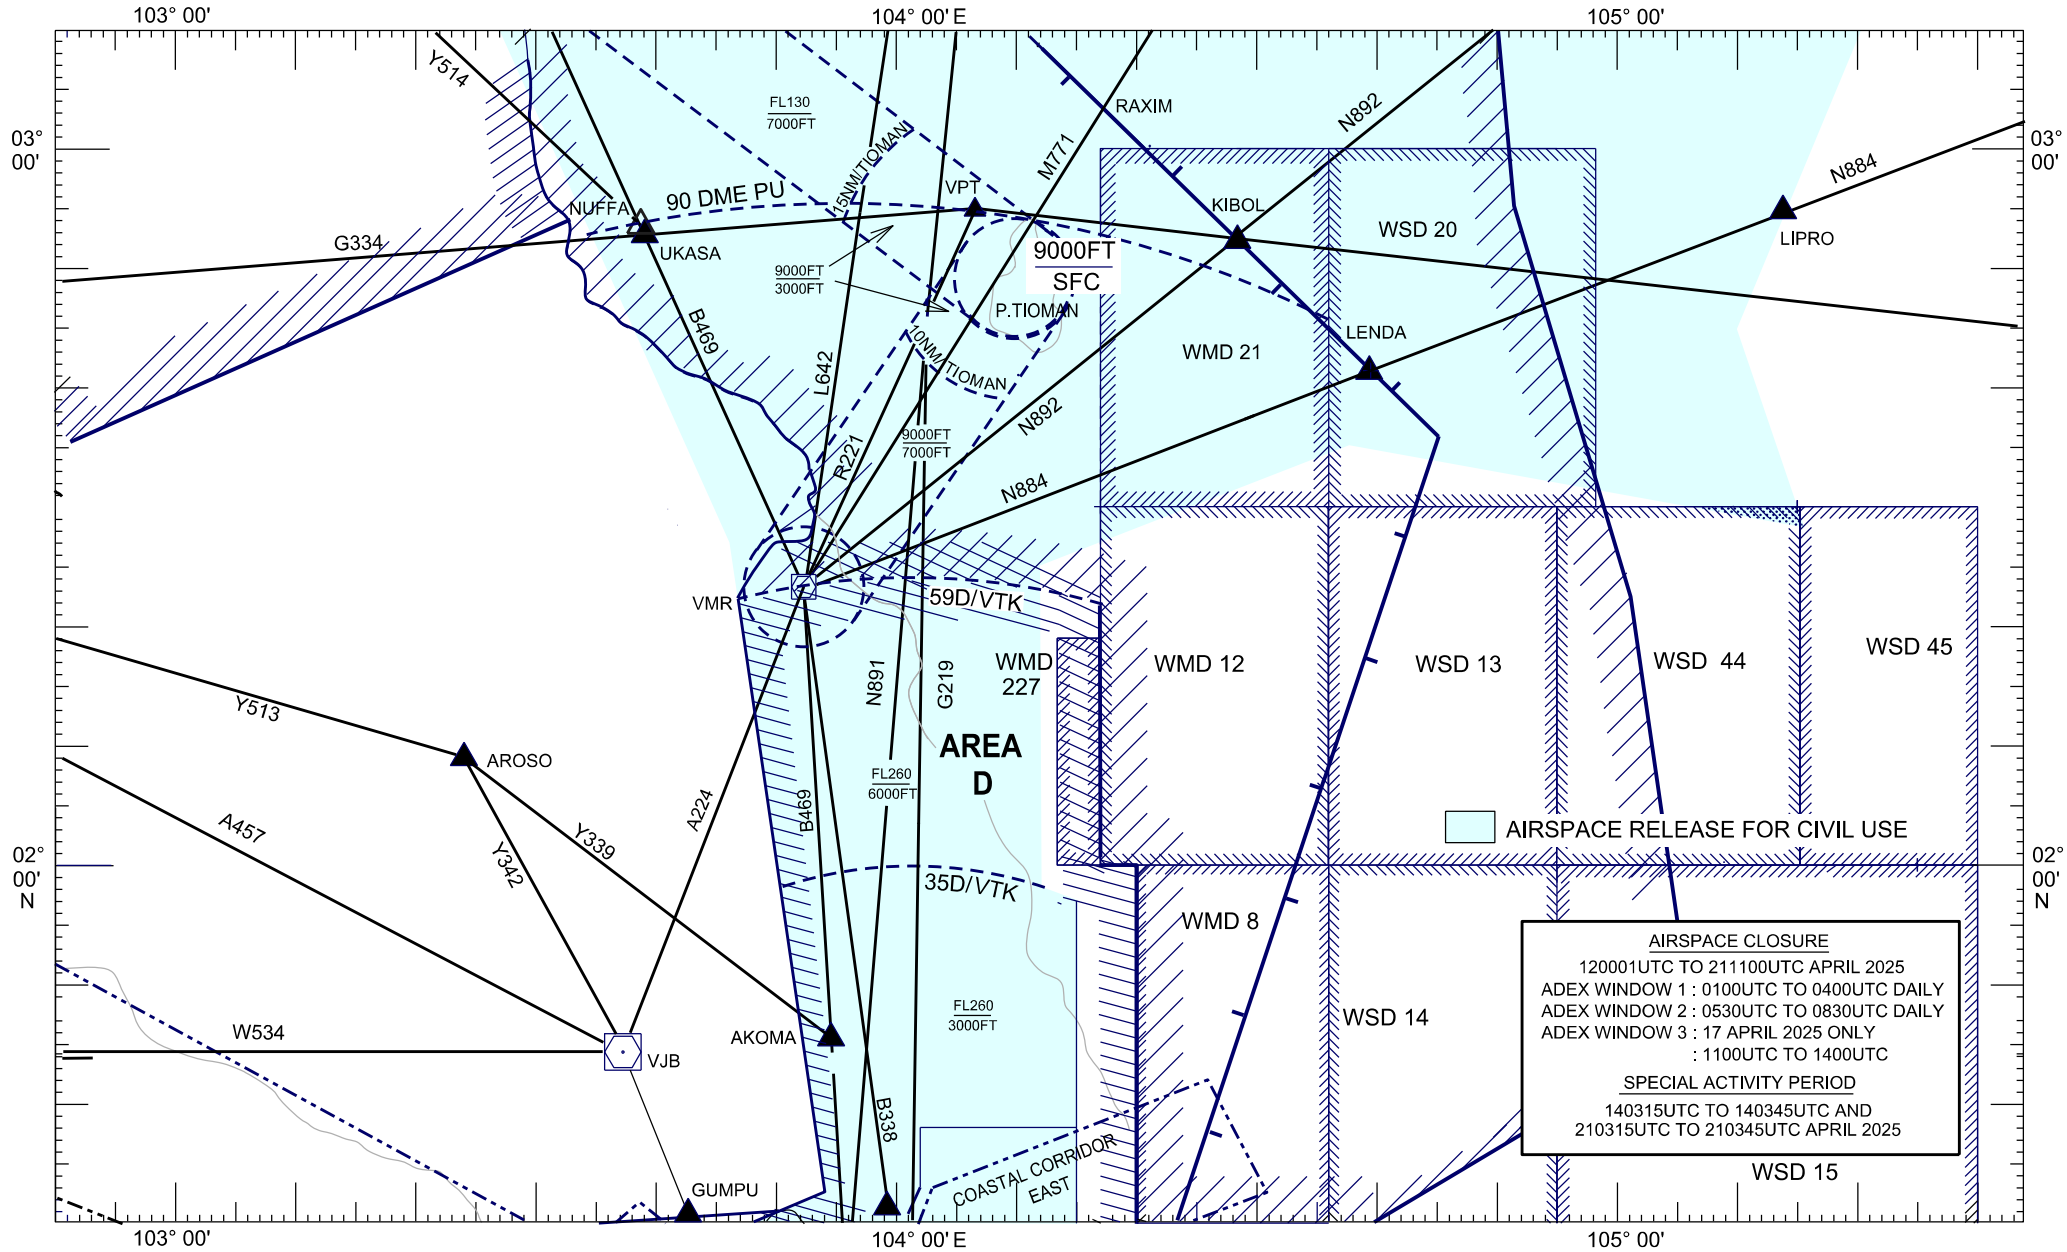 103° 00'
104° 00' E
105° 00'
Y514
FL130
7000FT
RAXIM
N892
03°
00'
03°
00'
15NM/TIOMAN
M771
N884
90 DME PU
VPT
NUFFA
KIBOL
G334
UKASA
WSD 20
LIPRO
9000FT
SFC
9000FT
3000FT
P.TIOMAN
B469
LENDA
10NM/TIOMAN
WMD 21
L642
N892
9000FT
7000FT
R221
N884
VMR
59D/VTK
WMD
227
WMD 12
WSD 13
WSD 44
WSD 45
N891
G219
Y513
AROSO
AREA
D
FL260
6000FT
A224
B469
A457
Y342
Y339
AIRSPACE RELEASE FOR CIVIL USE
02°
00'
N
02°
00'
N
35D/VTK
WMD 8
FL260
3000FT
WSD 14
AKOMA
W534
VJB
AIRSPACE CLOSURE
120001UTC TO 211100UTC APRIL 2025
ADEX WINDOW 1 : 0100UTC TO 0400UTC DAILY
ADEX WINDOW 2 : 0530UTC TO 0830UTC DAILY
ADEX WINDOW 3 : 17 APRIL 2025 ONLY
: 1100UTC TO 1400UTC
SPECIAL ACTIVITY PERIOD
140315UTC TO 140345UTC AND
210315UTC TO 210345UTC APRIL 2025
B338
COASTAL CORRIDOR
EAST
WSD 15
GUMPU
103° 00'
104° 00' E
105° 00'